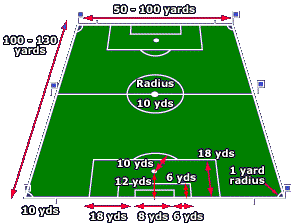 50 - 100 yards
100 - 130
yards
Radius
10 yds
10 yds
18 yds
12 yds
6 yds
1 yard
radius
10 yds
18 yds
8 yds
6 yds